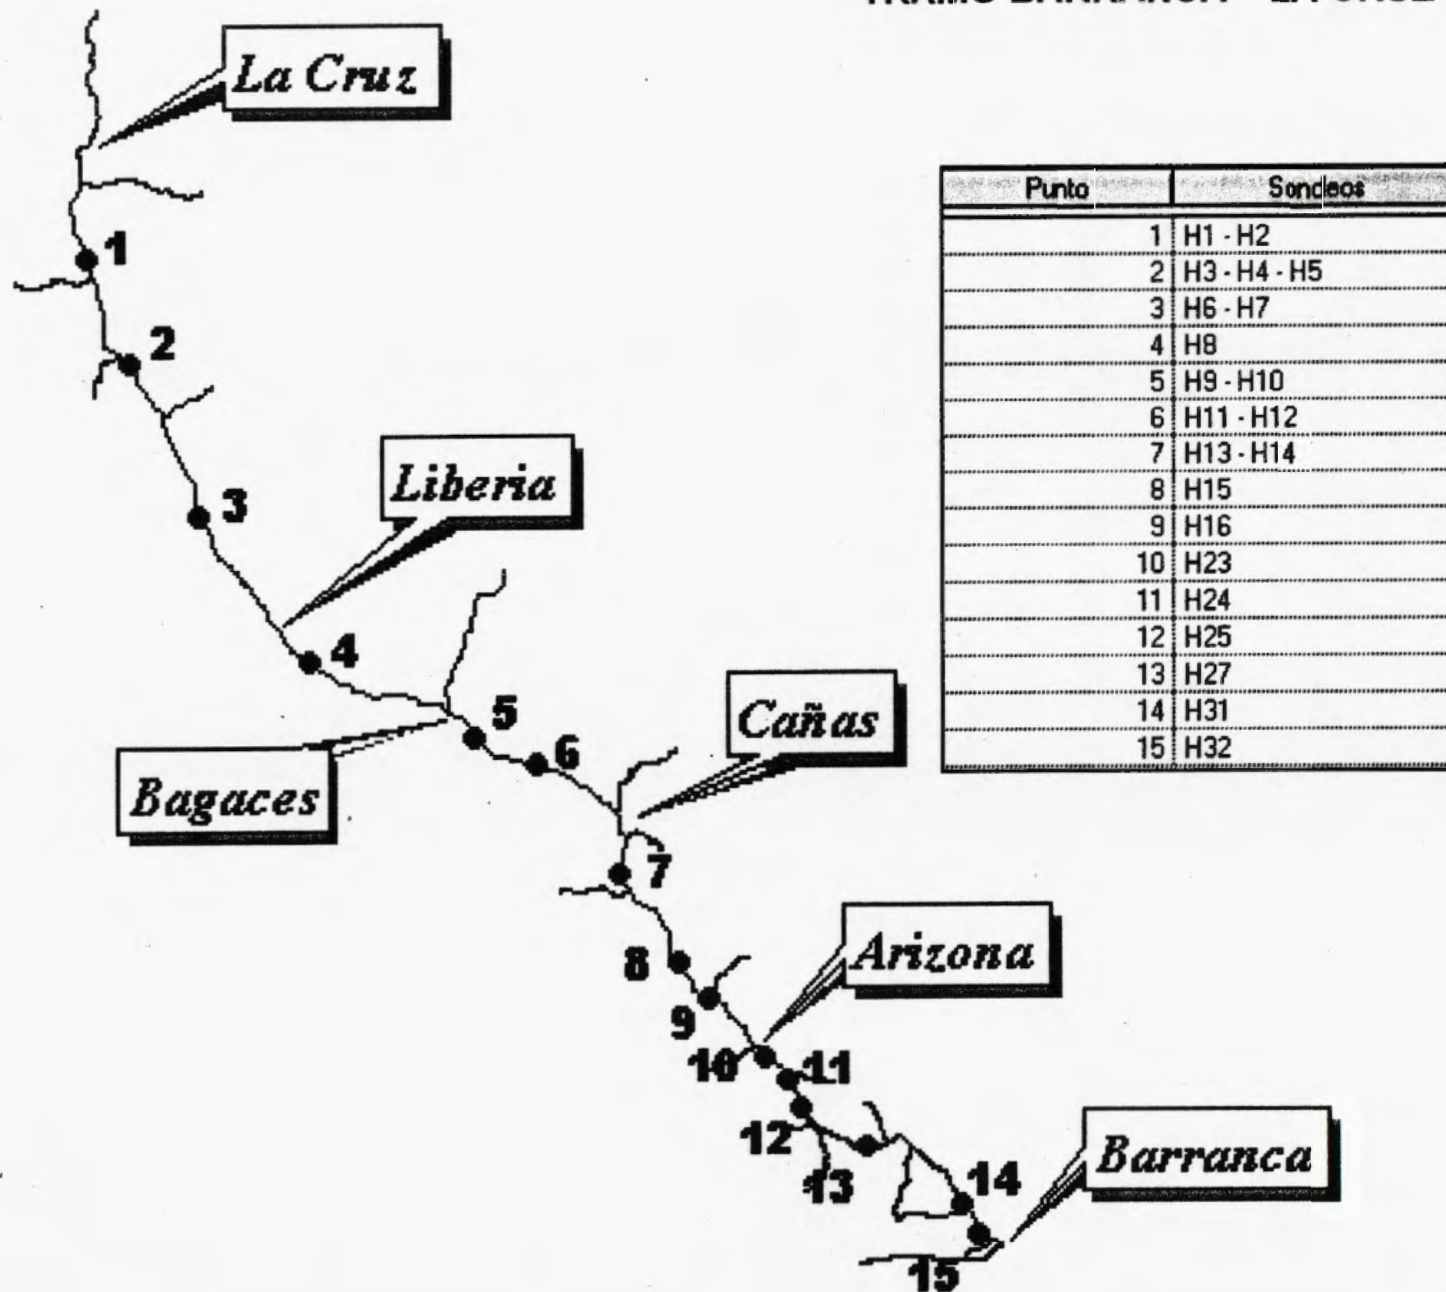 La Cruz
Punto Sondeos
1 H1 - H2
2 H3 - H4 - H5
3 H6 - H7
4 H8
5 H9 - H10
6 H11 - H12
7 H13 - H14
8 H15
9 H16
10 H23
11 H24
12 H25
13 H27
14 H31
15 H32
1
2
3
Liberia
4
Bagaces
5
6
Cañas
7
8
9
Arizona
10
11
12
13
14
Barranca
15